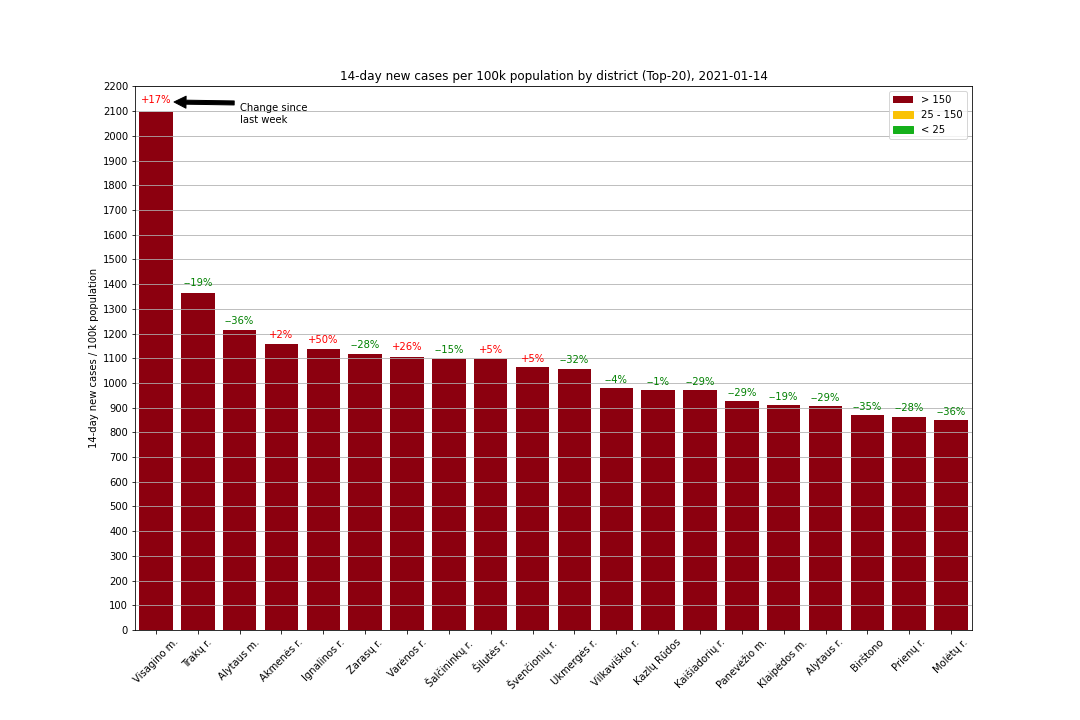 14-day new cases per 100k population by district (Top-20), 2021-01-14
14-day new cases / 100k population
2200
2100
2000
1900
1800
1700
1600
1500
1400
1300
1200
1100
1000
900
800
700
600
500
400
300
200
100
0
+17%
Change since
last week
−19%
−36%
+2%
+50%
−28%
+26%
−15%
+5%
+5%
−32%
−4%
−1%
−29%
−29%
−19%
−29%
−35%
−28%
−36%
> 150
25 - 150
< 25
Visagino m.
Trakų r.
Alytaus m.
Akmenės r.
Ignalinos r.
Zarasų r.
Varėnos r.
Šalčininkų r.
Šilutės r.
Švenčionių r.
Ukmergės r.
Vilkaviškio r.
Kazlų Rūdos
Kaišiadorių r.
Panevėžio m.
Klaipėdos m.
Alytaus r.
Birštono
Prienų r.
Molėtų r.